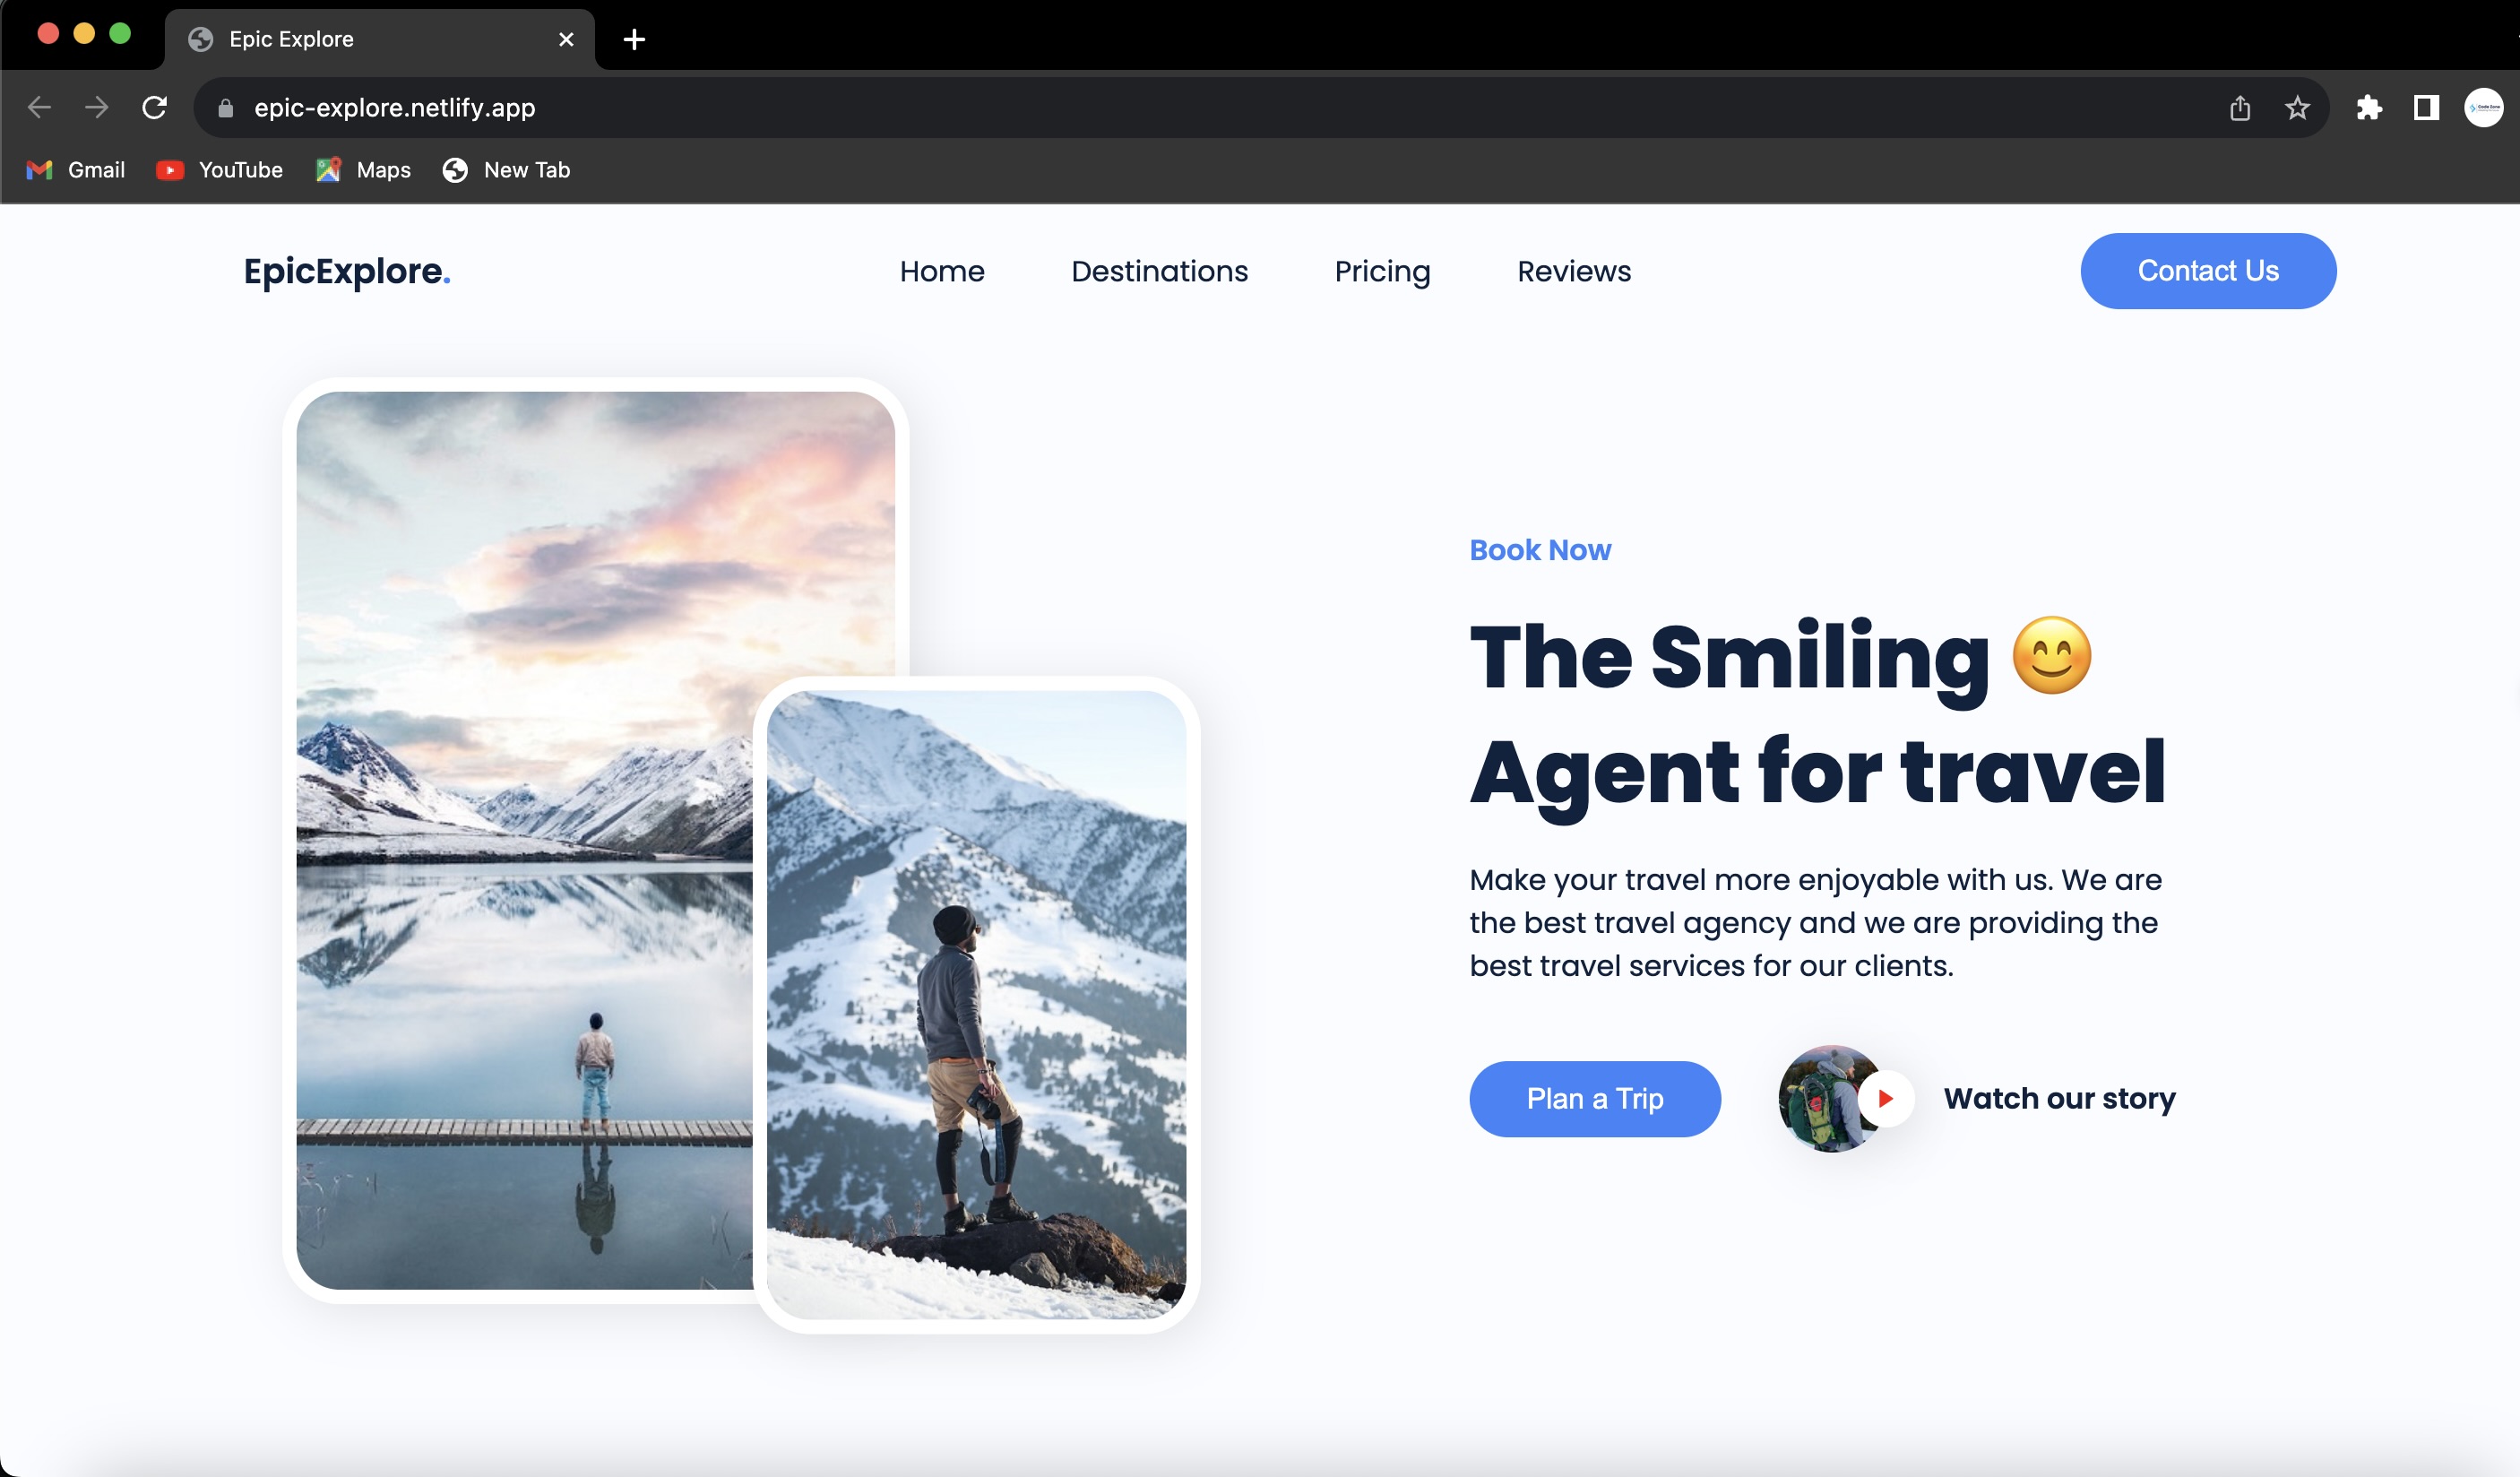 Epic Explore
epic-explore.netlify.app
Gmail YouTube Maps New Tab
EpicExplore.
Home Destinations Pricing Reviews
Contact Us
Book Now
The Smiling 😊
Agent for travel
Make your travel more enjoyable with us. We are
the best travel agency and we are providing the
best travel services for our clients.
Plan a Trip
Watch our story